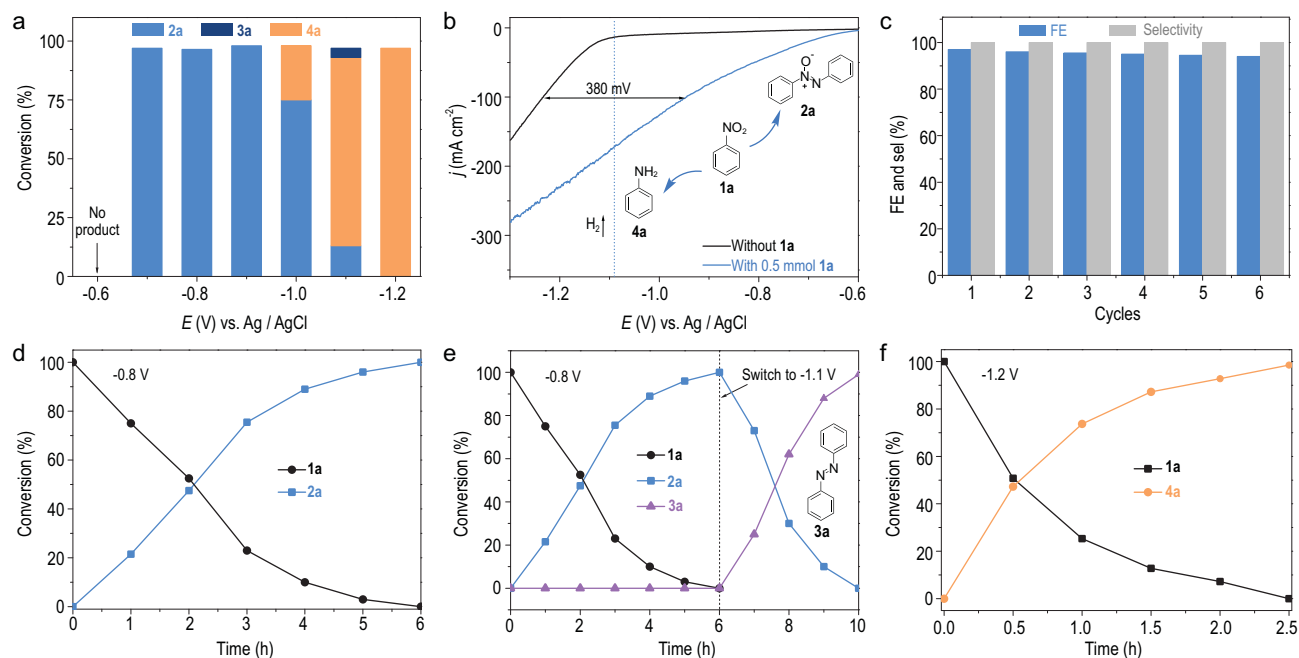 a
2a 3a 4a
Conversion (%)
100
75
50
25
0
No
product
-0.6 -0.8 -1.0 -1.2
E (V) vs. Ag / AgCl
b
j (mA cm⁻²)
0
-100
-200
-300
380 mV
O⁻
N
+
N
2a
NO₂
1a
NH₂
4a
H₂
Without 1a
With 0.5 mmol 1a
-1.2 -1.0 -0.8 -0.6
E (V) vs. Ag / AgCl
c
FE Selectivity
FE and sel (%)
100
80
60
40
20
0
1 2 3 4 5 6
Cycles
d
-0.8 V
Conversion (%)
100
80
60
40
20
0
1a
2a
0 1 2 3 4 5 6
Time (h)
e
-0.8 V
Switch to -1.1 V
Conversion (%)
100
80
60
40
20
0
1a
2a
3a
N
N
3a
0 2 4 6 8 10
Time (h)
f
-1.2 V
Conversion (%)
100
80
60
40
20
0
1a
4a
0.0 0.5 1.0 1.5 2.0 2.5
Time (h)